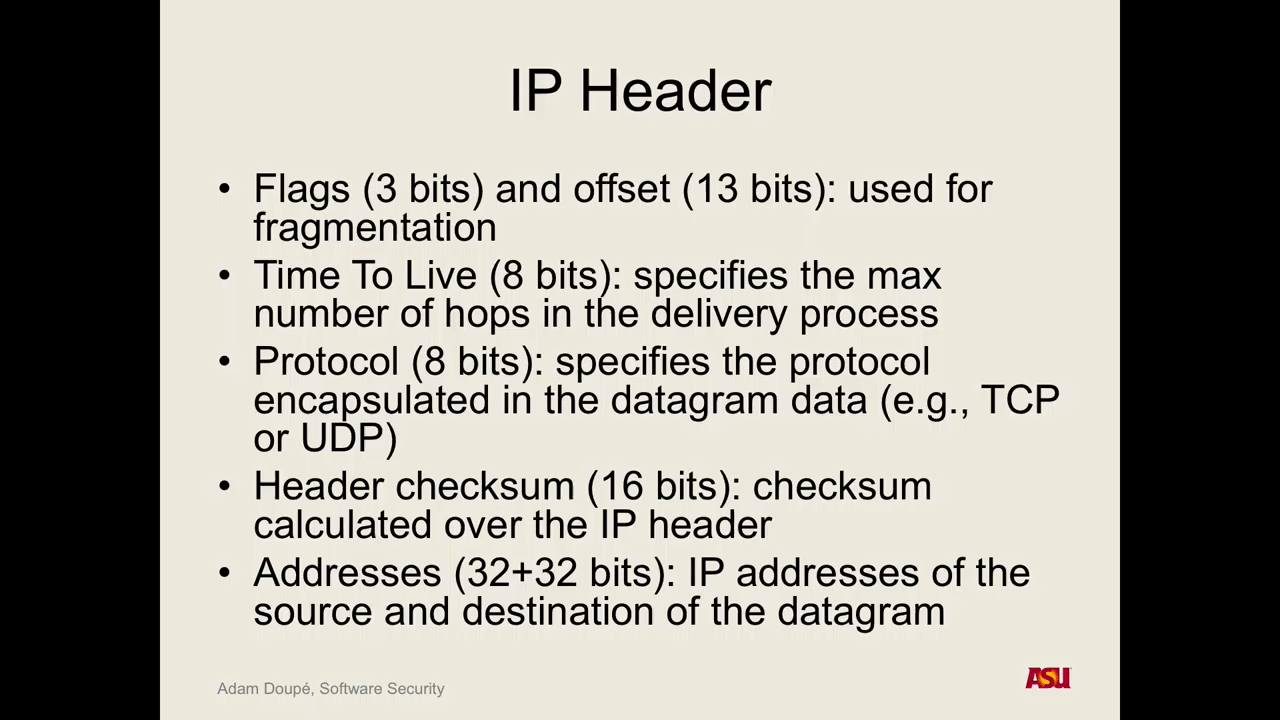 IP Header
• Flags (3 bits) and offset (13 bits): used for
fragmentation
• Time To Live (8 bits): specifies the max
number of hops in the delivery process
• Protocol (8 bits): specifies the protocol
encapsulated in the datagram data (e.g., TCP
or UDP)
• Header checksum (16 bits): checksum
calculated over the IP header
• Addresses (32+32 bits): IP addresses of the
source and destination of the datagram
Adam Doupé, Software Security
ASU